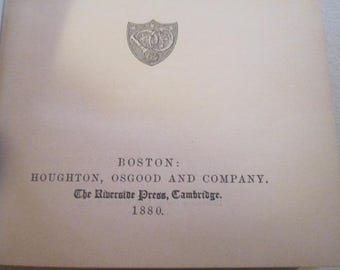 BOSTON:
HOUGHTON, OSGOOD AND COMPANY.
The Riverside Press, Cambridge.
1880.